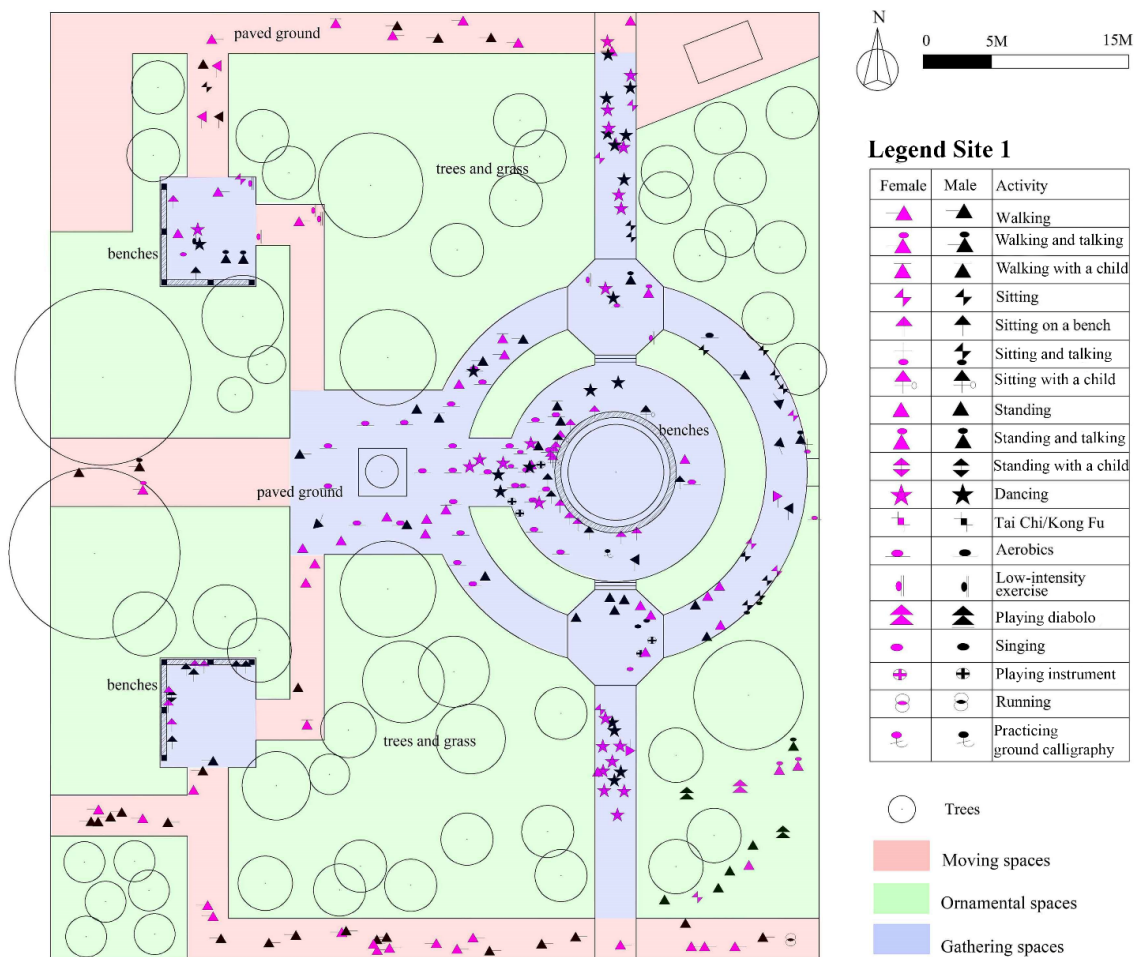 paved ground
trees and grass
benches
benches
paved ground
benches
trees and grass
N
0 5M 15M
Legend Site 1
Female Male Activity
Walking
Walking and talking
Walking with a child
Sitting
Sitting on a bench
Sitting and talking
Sitting with a child
Standing
Standing and talking
Standing with a child
Dancing
Tai Chi/Kong Fu
Aerobics
Low-intensity
exercise
Playing diabolo
Singing
Playing instrument
Running
Practicing
ground calligraphy
Trees
Moving spaces
Ornamental spaces
Gathering spaces